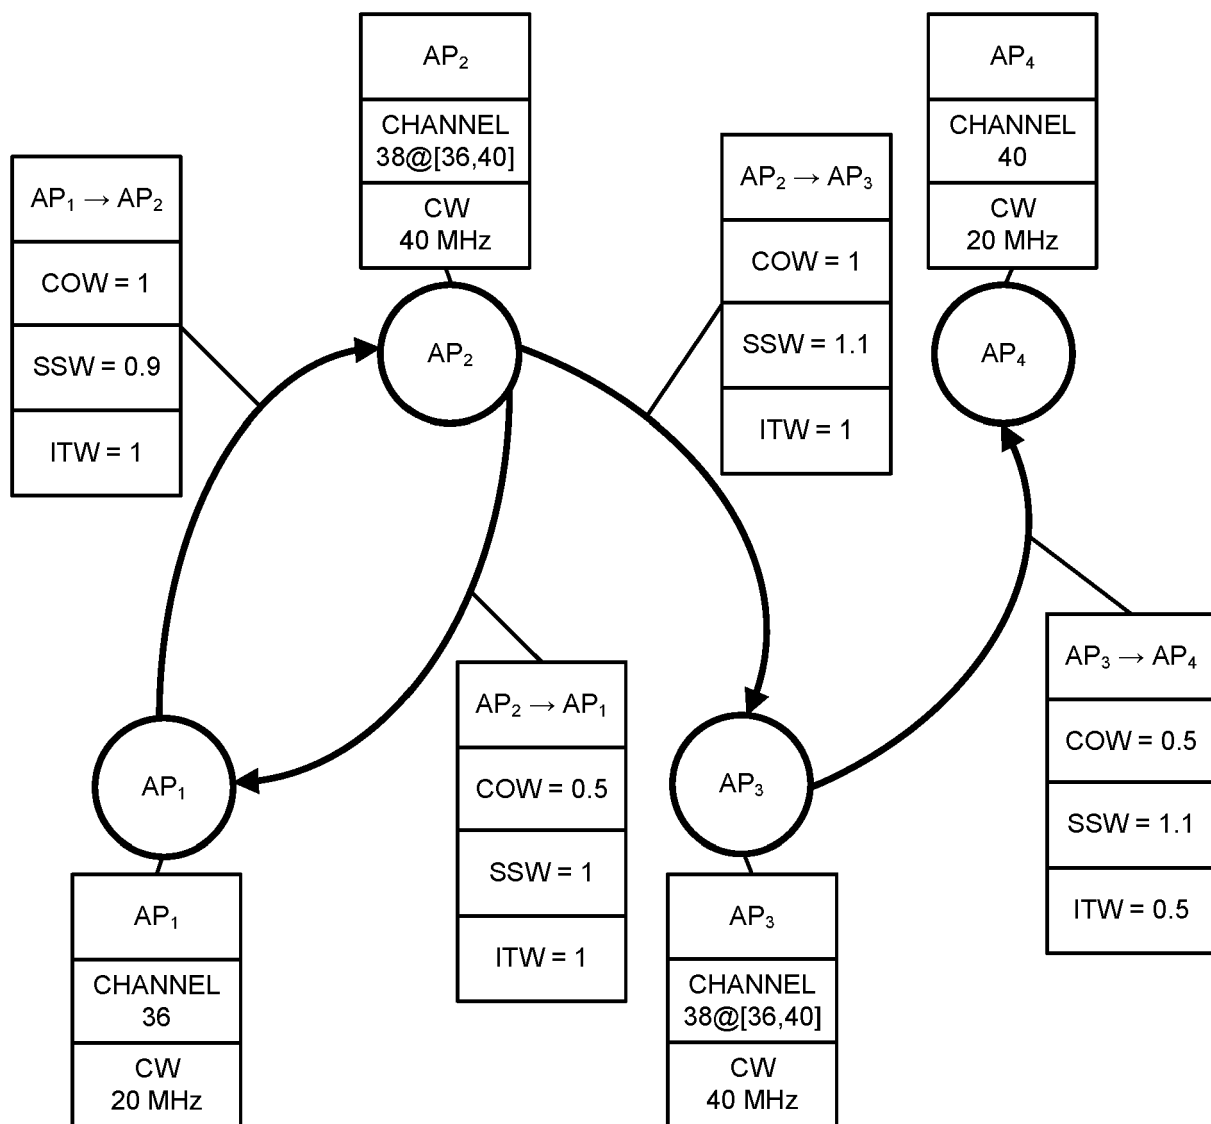 AP₂
CHANNEL
38@[36,40]
CW
40 MHz
AP₄
CHANNEL
40
CW
20 MHz
AP₁ → AP₂
COW = 1
SSW = 0.9
ITW = 1
AP₂ → AP₃
COW = 1
SSW = 1.1
ITW = 1
AP₂
AP₄
AP₂ → AP₁
COW = 0.5
SSW = 1
ITW = 1
AP₃ → AP₄
COW = 0.5
SSW = 1.1
ITW = 0.5
AP₁
AP₃
AP₁
CHANNEL
36
CW
20 MHz
AP₃
CHANNEL
38@[36,40]
CW
40 MHz